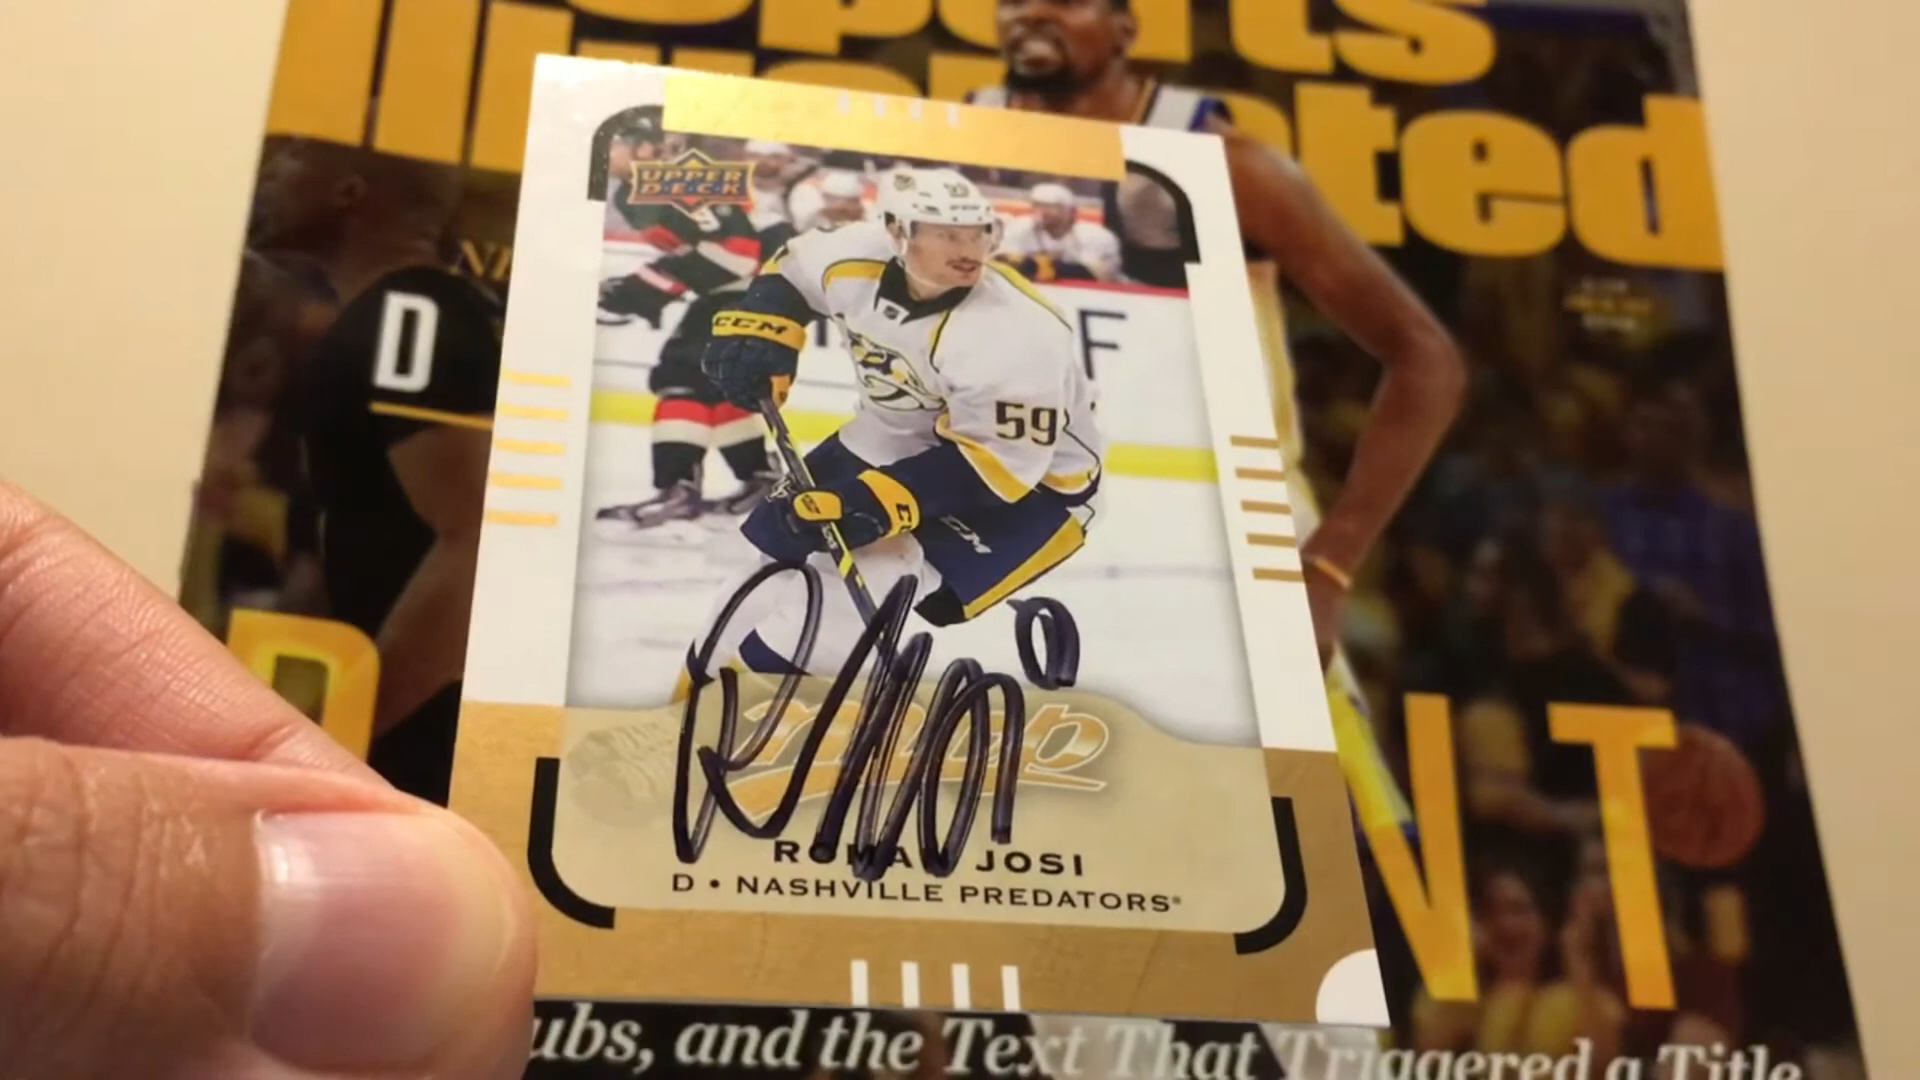 Sports
Illustrated
UPPER
DECK
D
CCM
F
59
CCM
mvp
ROMAN JOSI
D • NASHVILLE PREDATORS
NT
ubs, and the Text That Triggered a Title